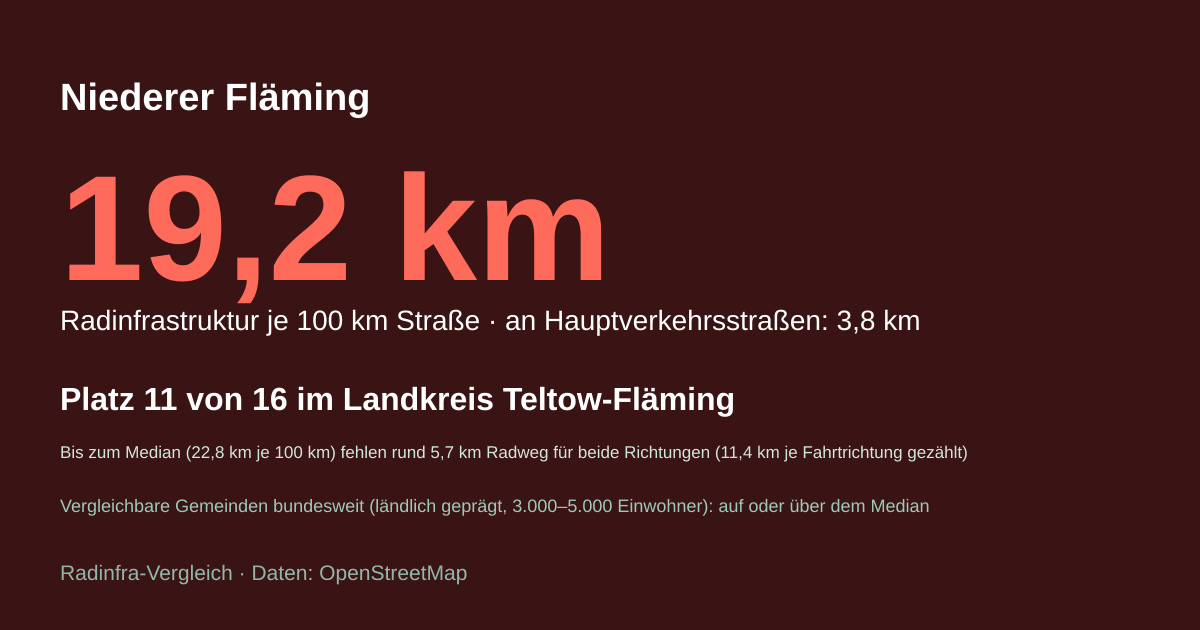 Niederer Fläming
19,2 km
Radinfrastruktur je 100 km Straße · an Hauptverkehrsstraßen: 3,8 km
Platz 11 von 16 im Landkreis Teltow-Fläming
Bis zum Median (22,8 km je 100 km) fehlen rund 5,7 km Radweg für beide Richtungen (11,4 km je Fahrtrichtung gezählt)
Vergleichbare Gemeinden bundesweit (ländlich geprägt, 3.000–5.000 Einwohner): auf oder über dem Median
Radinfra-Vergleich · Daten: OpenStreetMap